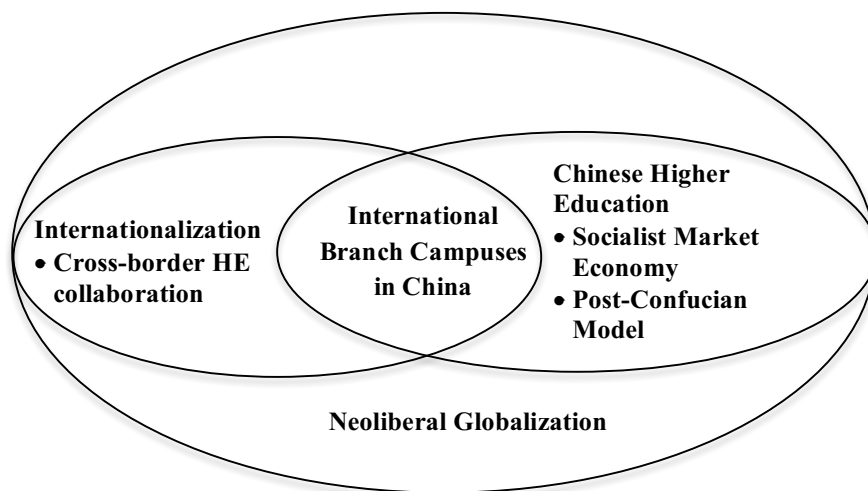 Internationalization
• Cross-border HE
collaboration
International
Branch Campuses
in China
Chinese Higher
Education
• Socialist Market
Economy
• Post-Confucian
Model
Neoliberal Globalization